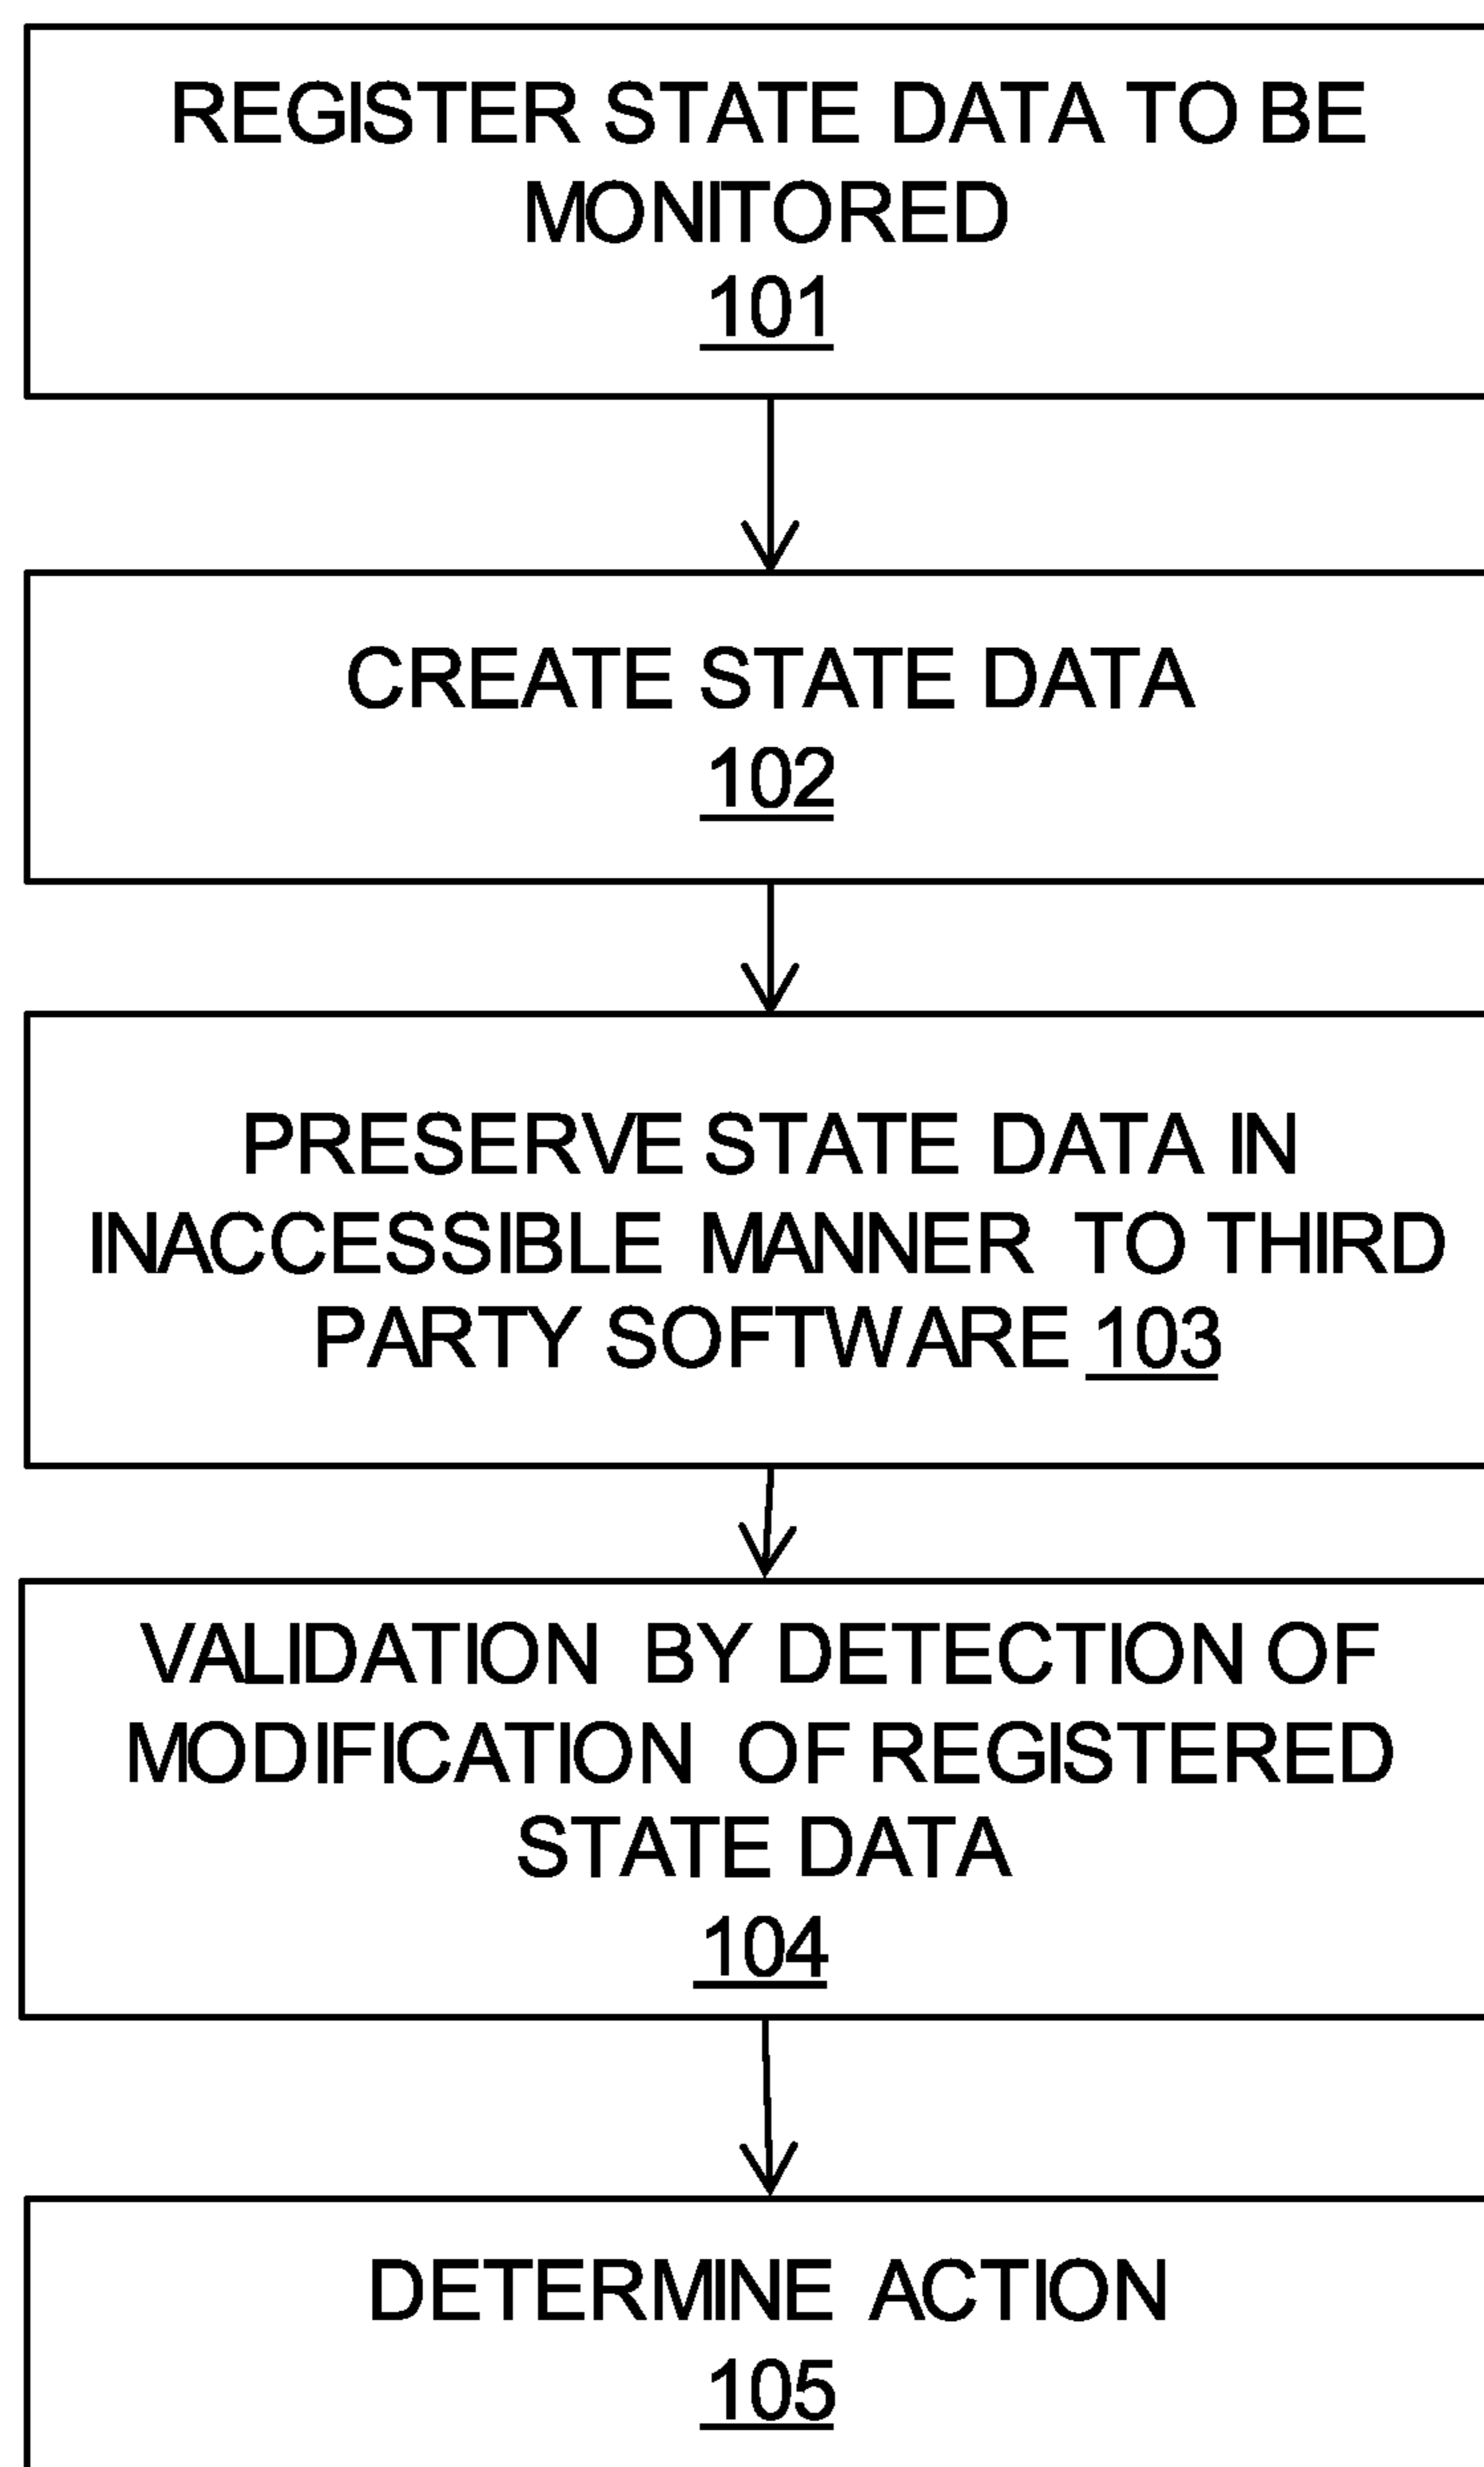 REGISTER STATE DATA TO BE
MONITORED
101
CREATE STATE DATA
102
PRESERVE STATE DATA IN
INACCESSIBLE MANNER TO THIRD
PARTY SOFTWARE 103
VALIDATION BY DETECTION OF
MODIFICATION OF REGISTERED
STATE DATA
104
DETERMINE ACTION
105